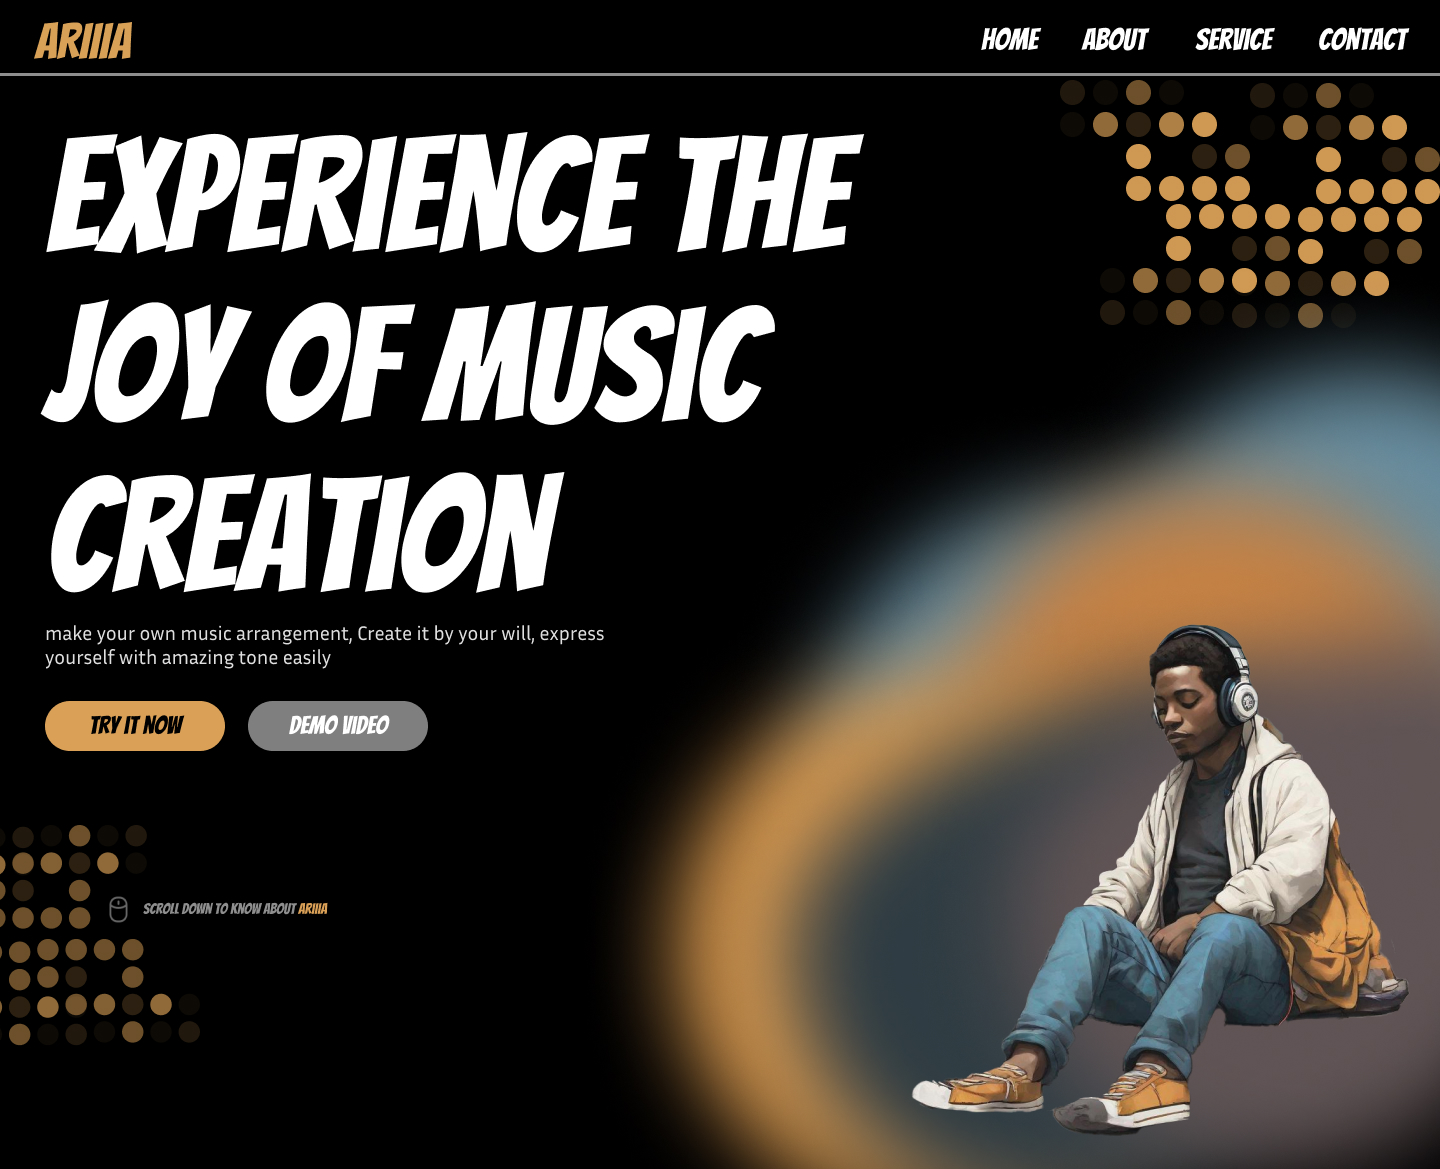 ARIIIA
HOME ABOUT SERVICE CONTACT
EXPERIENCE THE
JOY OF MUSIC
CREATION
make your own music arrangement, Create it by your will, express
yourself with amazing tone easily
TRY IT NOW
DEMO VIDEO
SCROLL DOWN TO KNOW ABOUT ARIIIA